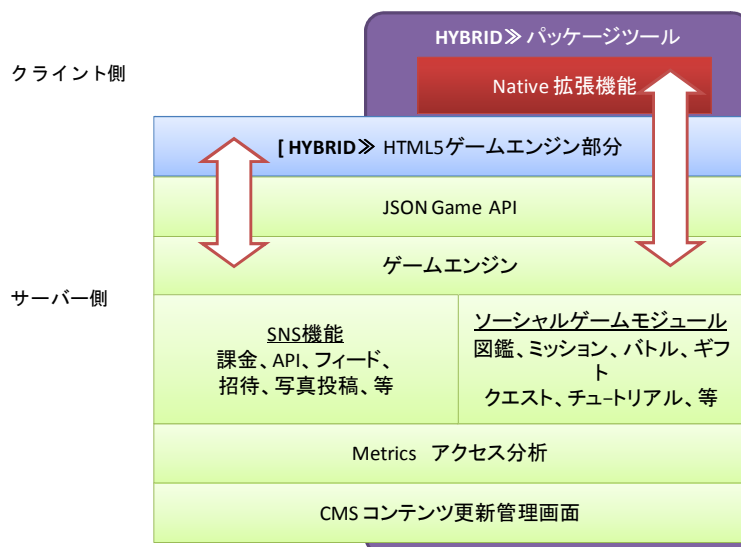 HYBRID≫ パッケージツール
クライント側
Native 拡張機能
[ HYBRID≫ HTML5ゲームエンジン部分
JSON Game API
ゲームエンジン
サーバー側
SNS機能
課金、API、フィード、
招待、写真投稿、等
ソーシャルゲームモジュール
図鑑、ミッション、バトル、ギフ
ト
クエスト、チュートリアル、等
Metrics アクセス分析
CMS コンテンツ更新管理画面